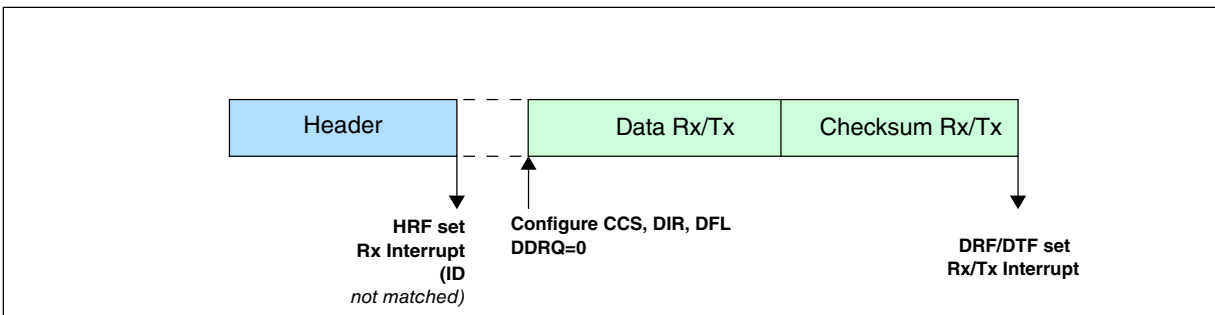 Header
Data Rx/Tx
Checksum Rx/Tx
HRF set
Rx Interrupt
(ID
not matched)
Configure CCS, DIR, DFL
DDRQ=0
DRF/DTF set
Rx/Tx Interrupt